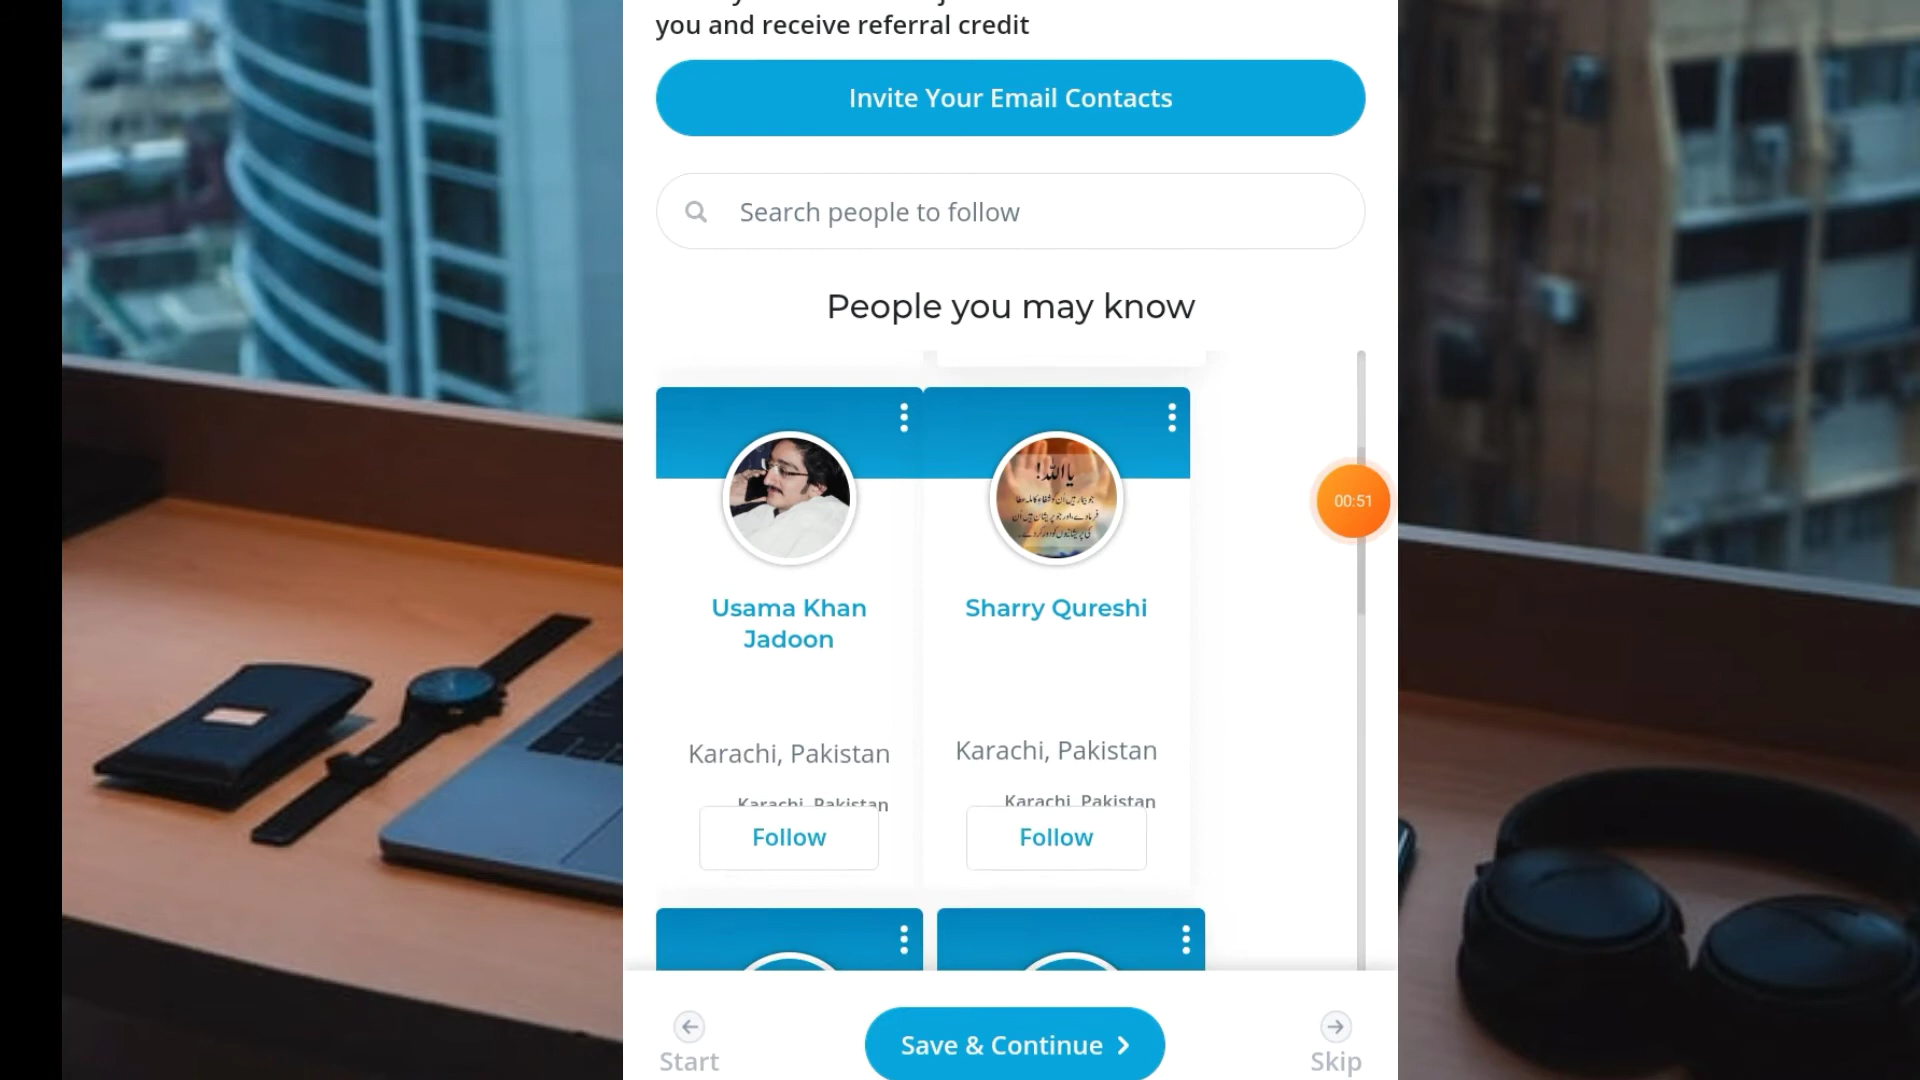 you and receive referral credit
Invite Your Email Contacts
Search people to follow
People you may know
یا اللہ!
00:51
Usama Khan
Jadoon
Sharry Qureshi
Karachi, Pakistan
Karachi, Pakistan
Karachi, Pakistan
Karachi, Pakistan
Follow
Follow
Start
Save & Continue
Skip